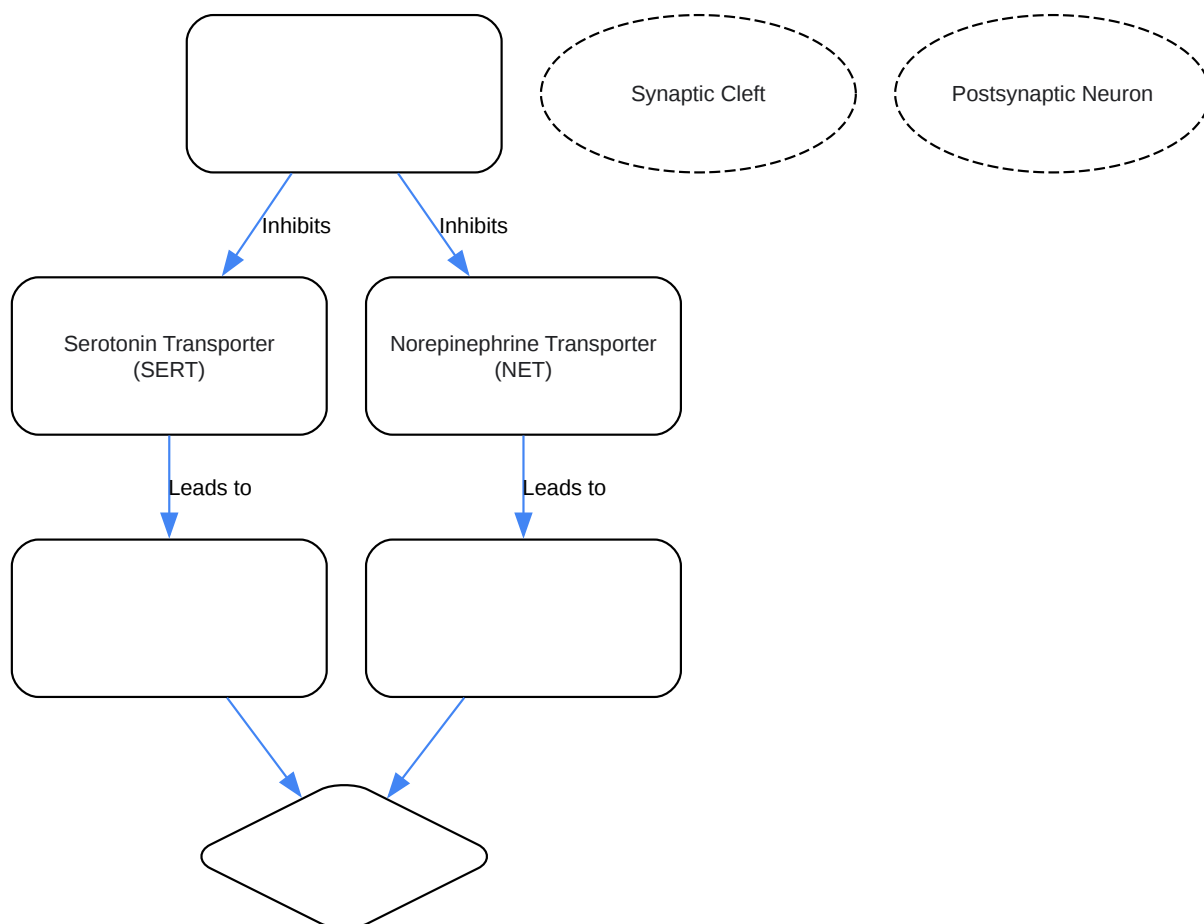 Synaptic Cleft
Postsynaptic Neuron
Inhibits
Inhibits
Serotonin Transporter
(SERT)
Norepinephrine Transporter
(NET)
Leads to
Leads to